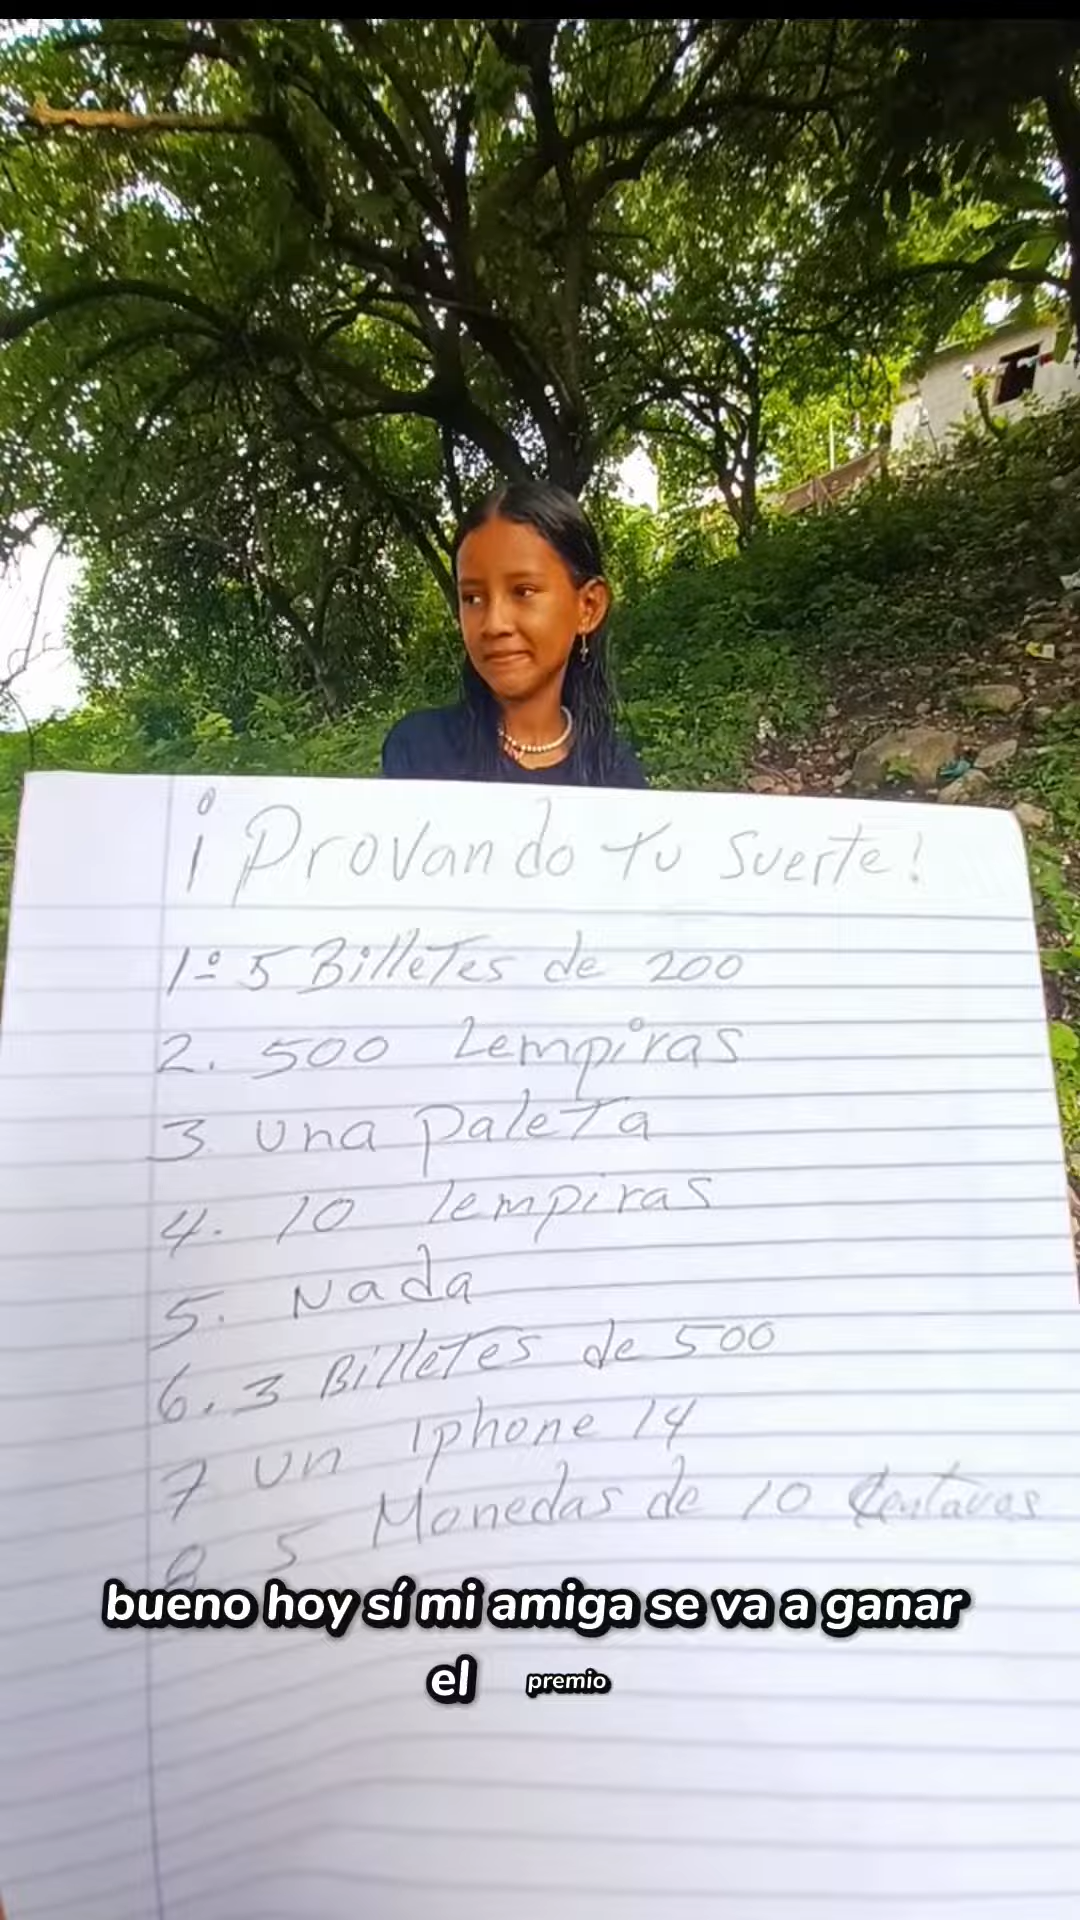 ¡Provando tu suerte!
1º 5 Billetes de 200
2. 500 Lempiras
3 una paleta
4. 10 lempiras
5. Nada
6. 3 Billetes de 500
7 un iphone 14
8 5 Monedas de 10 Centavos
bueno hoy sí mi amiga se va a ganar
el premio